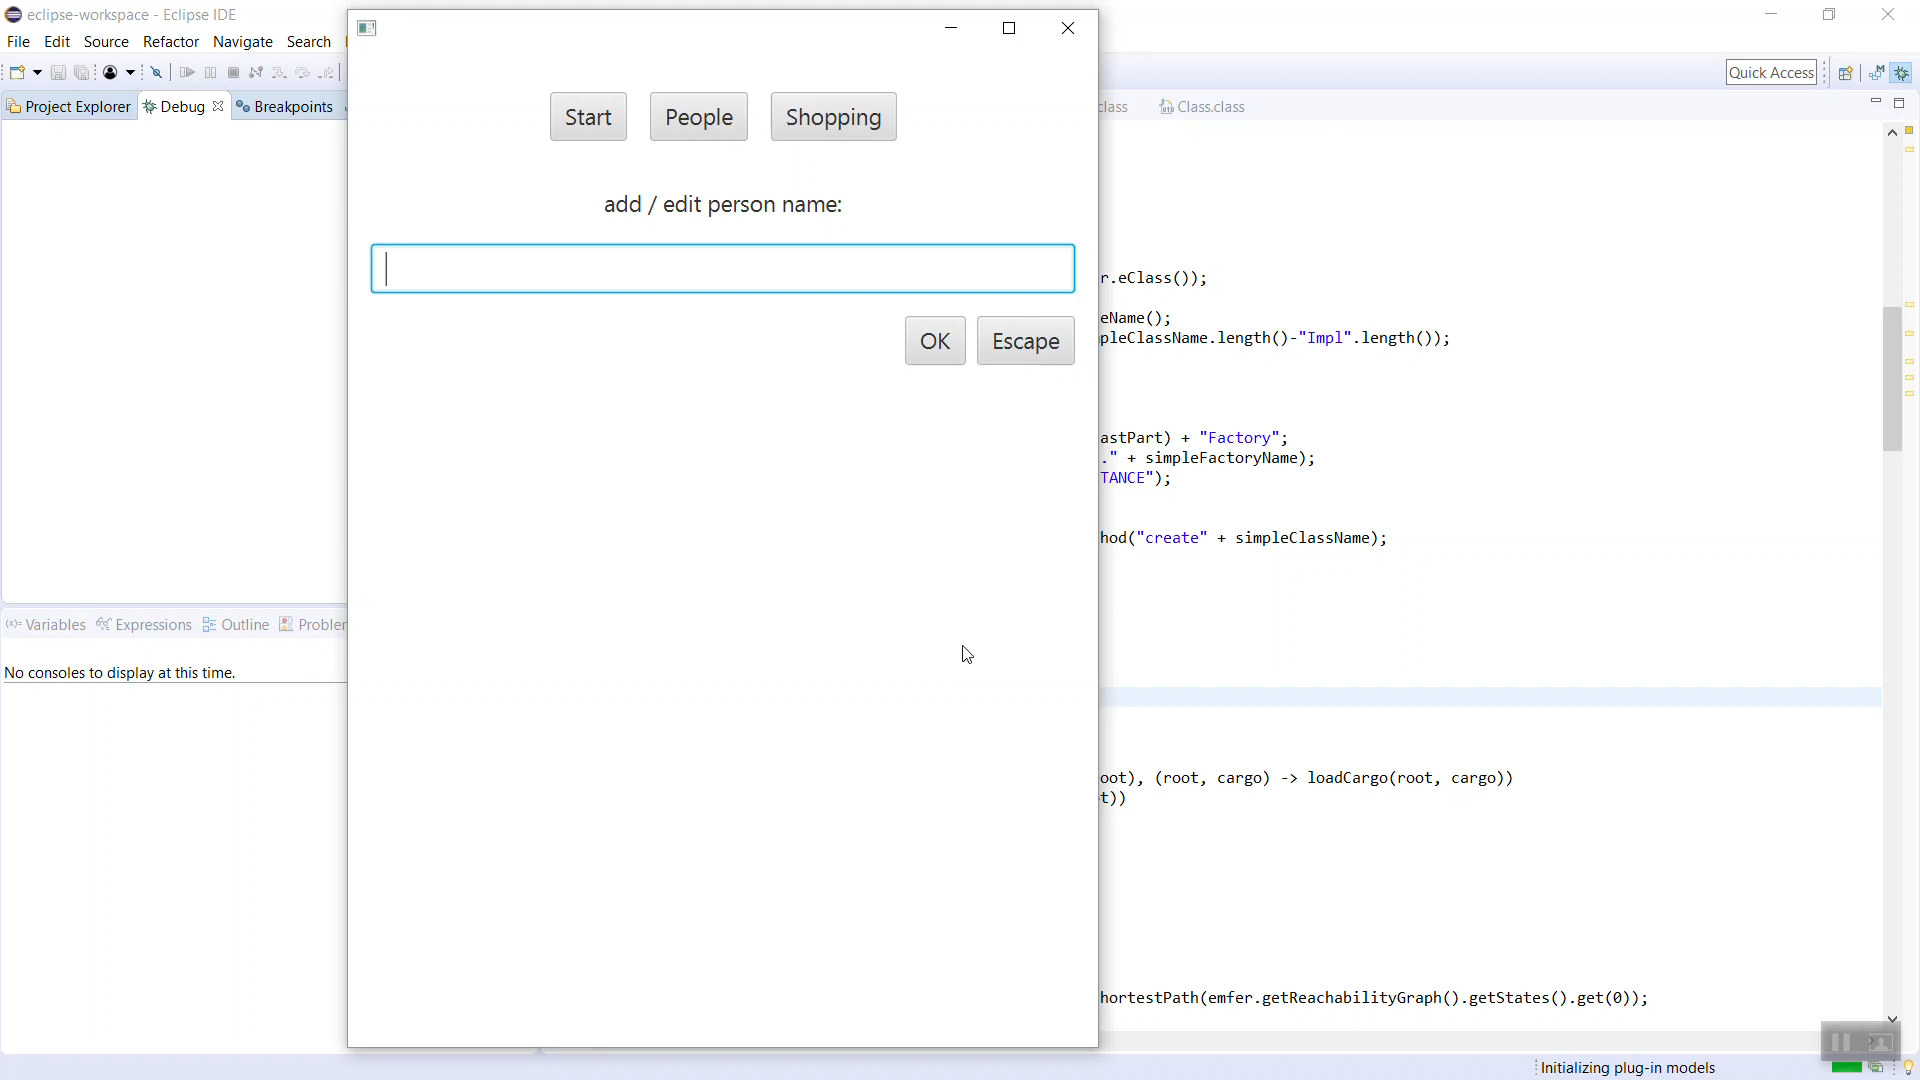 eclipse-workspace - Eclipse IDE
File Edit Source Refactor Navigate Search
Quick Access
Project Explorer Debug Breakpoints
class Class.class
Start People Shopping
add / edit person name:
OK Escape
r.eClass());
eName();
pleClassName.length()-"Impl".length());
astPart) + "Factory";
." + simpleFactoryName);
TANCE");
hod("create" + simpleClassName);
(x)= Variables Expressions Outline Problem
No consoles to display at this time.
oot), (root, cargo) -> loadCargo(root, cargo))
t))
hortestPath(emfer.getReachabilityGraph().getStates().get(0));
Initializing plug-in models